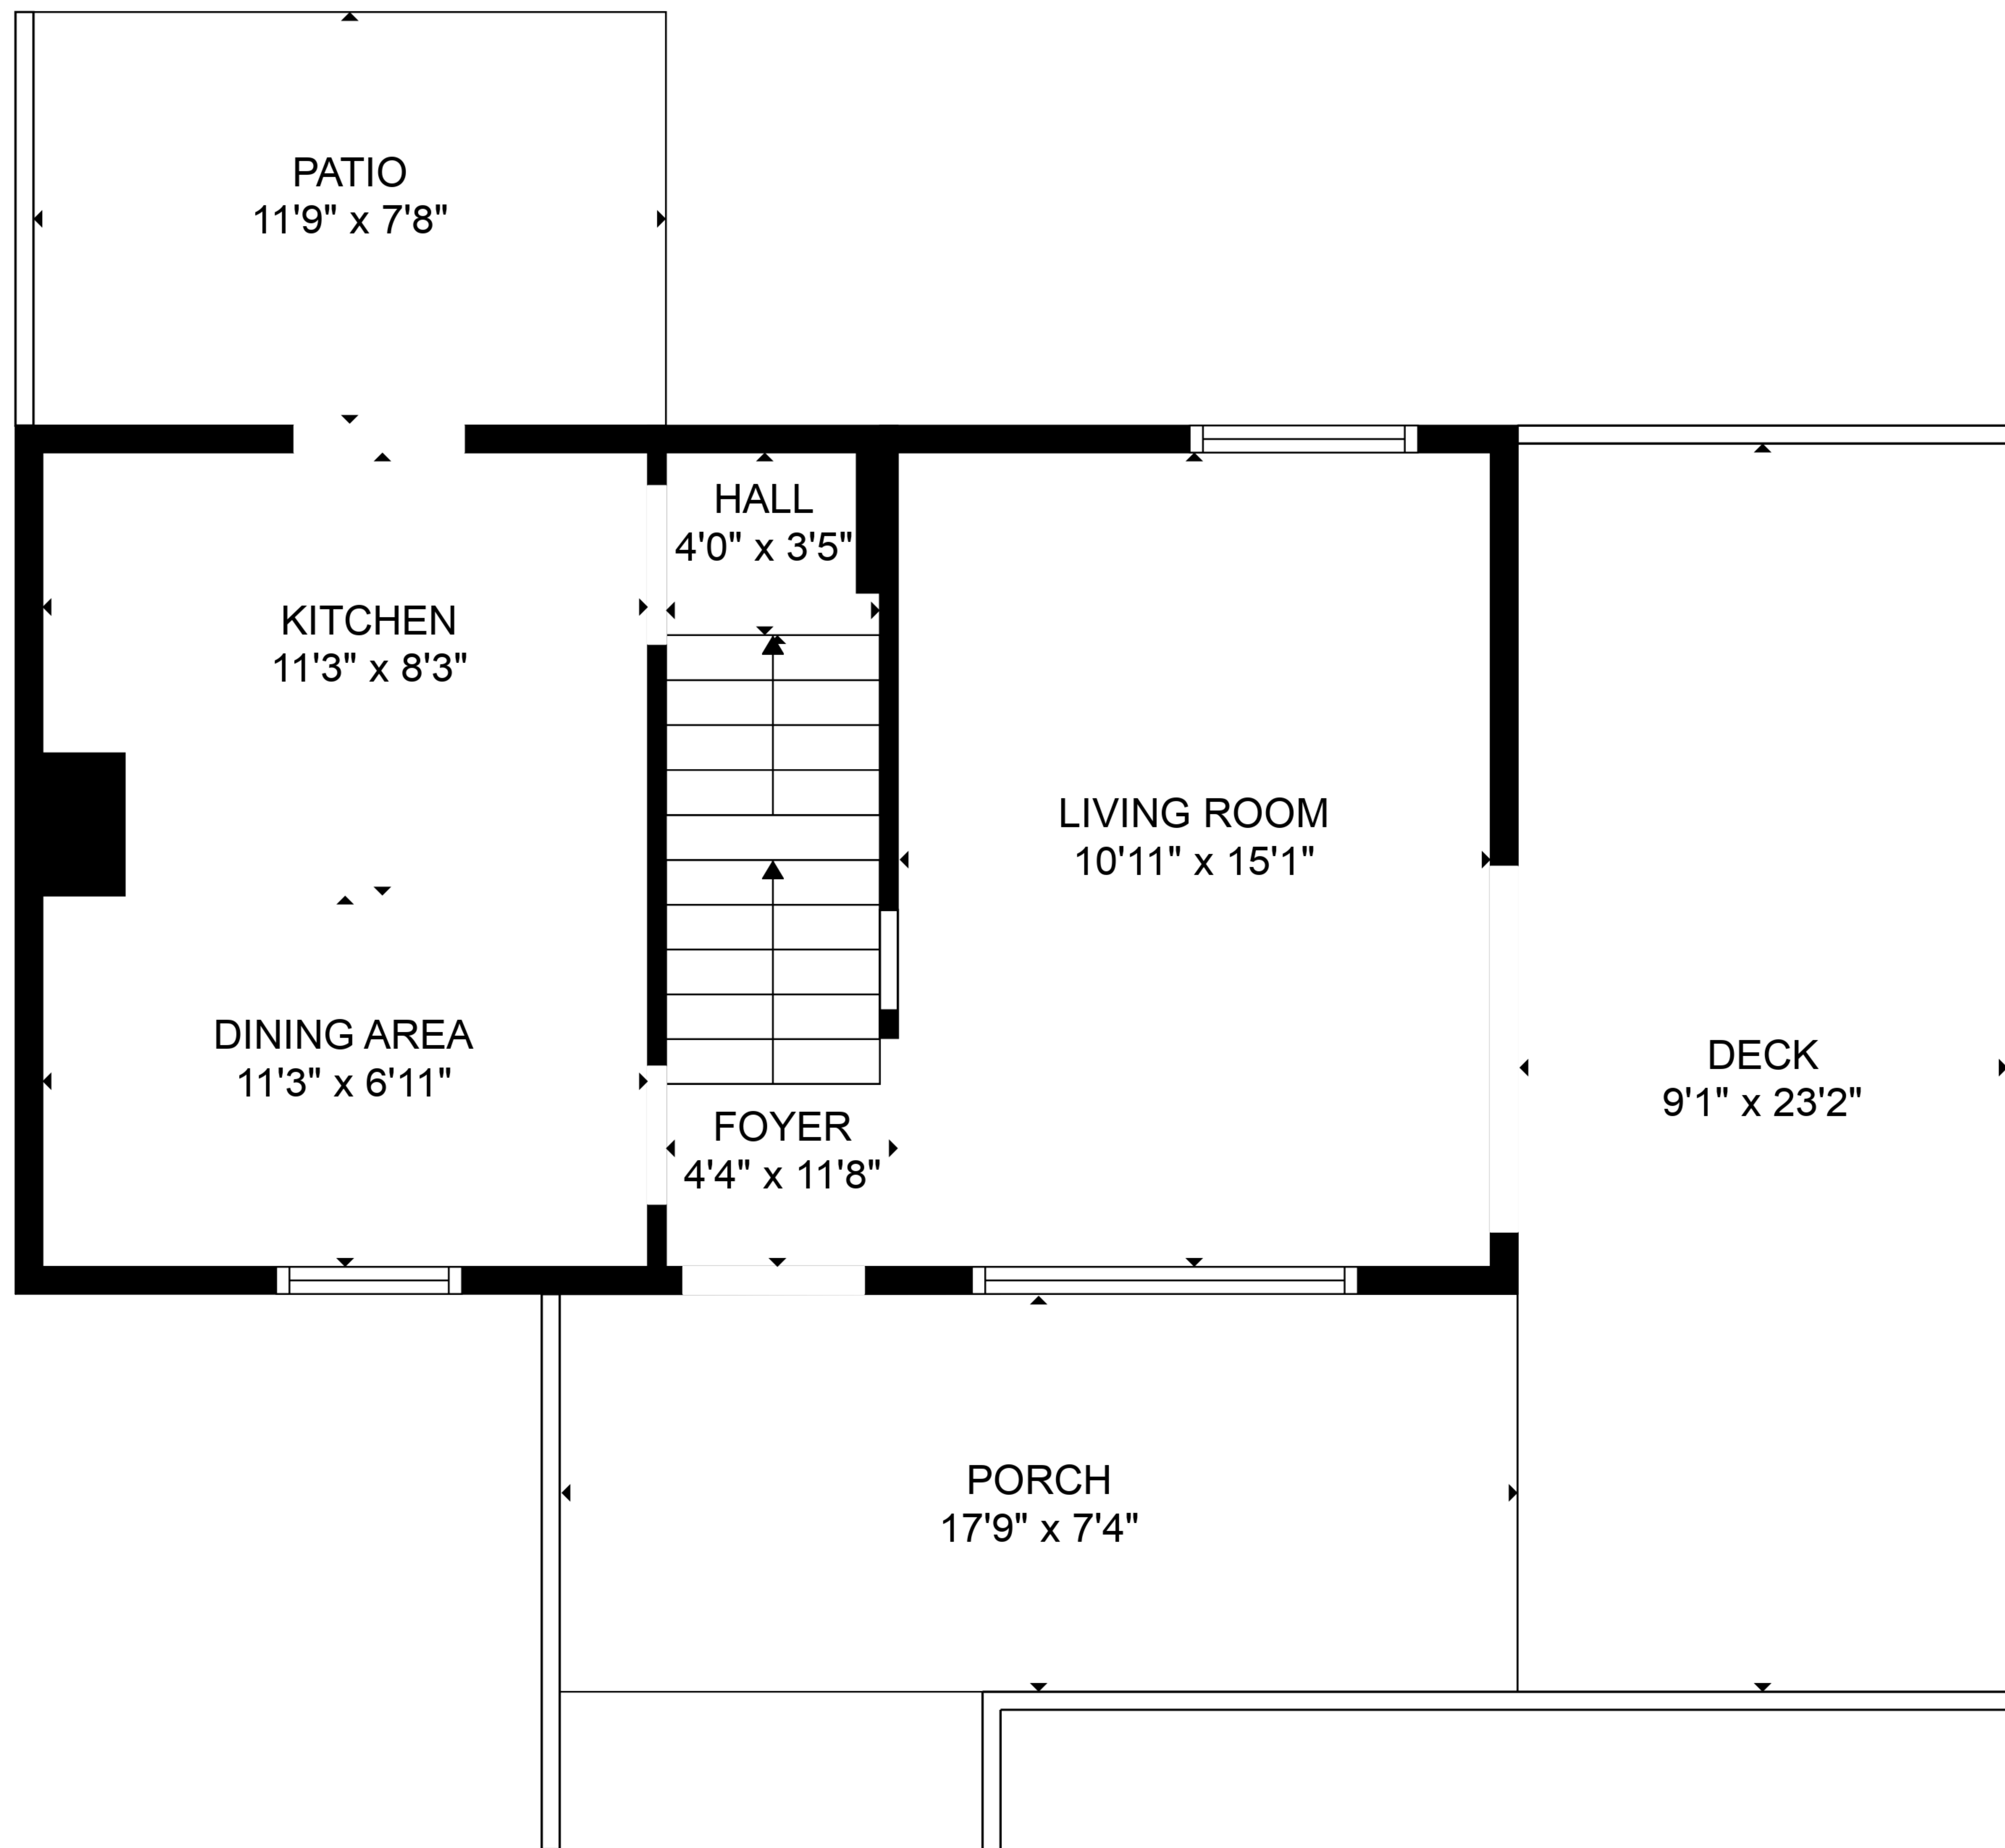 PATIO
11'9" x 7'8"
HALL
4'0" x 3'5"
KITCHEN
11'3" x 8'3"
LIVING ROOM
10'11" x 15'1"
DINING AREA
11'3" x 6'11"
DECK
9'1" x 23'2"
FOYER
4'4" x 11'8"
PORCH
17'9" x 7'4"